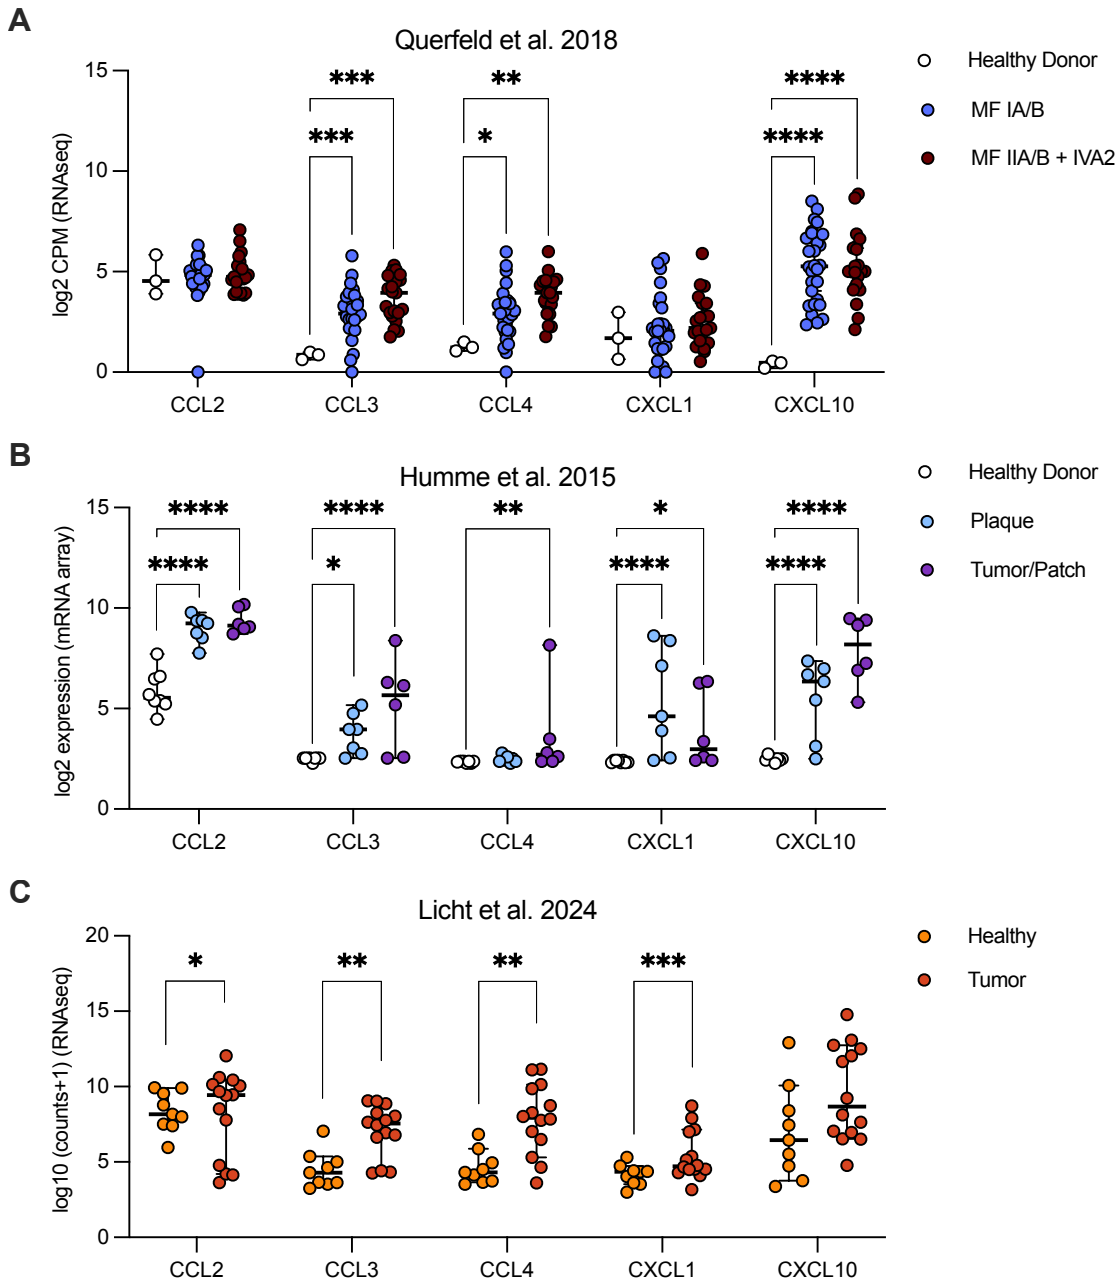 A
Querfeld et al. 2018
log2 CPM (RNAseq)
15
10
5
0
*** *** * ** **** ****
CCL2 CCL3 CCL4 CXCL1 CXCL10
Healthy Donor
MF IA/B
MF IIA/B + IVA2
B
Humme et al. 2015
log2 expression (mRNA array)
15
10
5
0
**** **** * **** ** **** * **** ****
CCL2 CCL3 CCL4 CXCL1 CXCL10
Healthy Donor
Plaque
Tumor/Patch
C
Licht et al. 2024
log10 (counts+1) (RNAseq)
20
15
10
5
0
* ** ** ***
CCL2 CCL3 CCL4 CXCL1 CXCL10
Healthy
Tumor